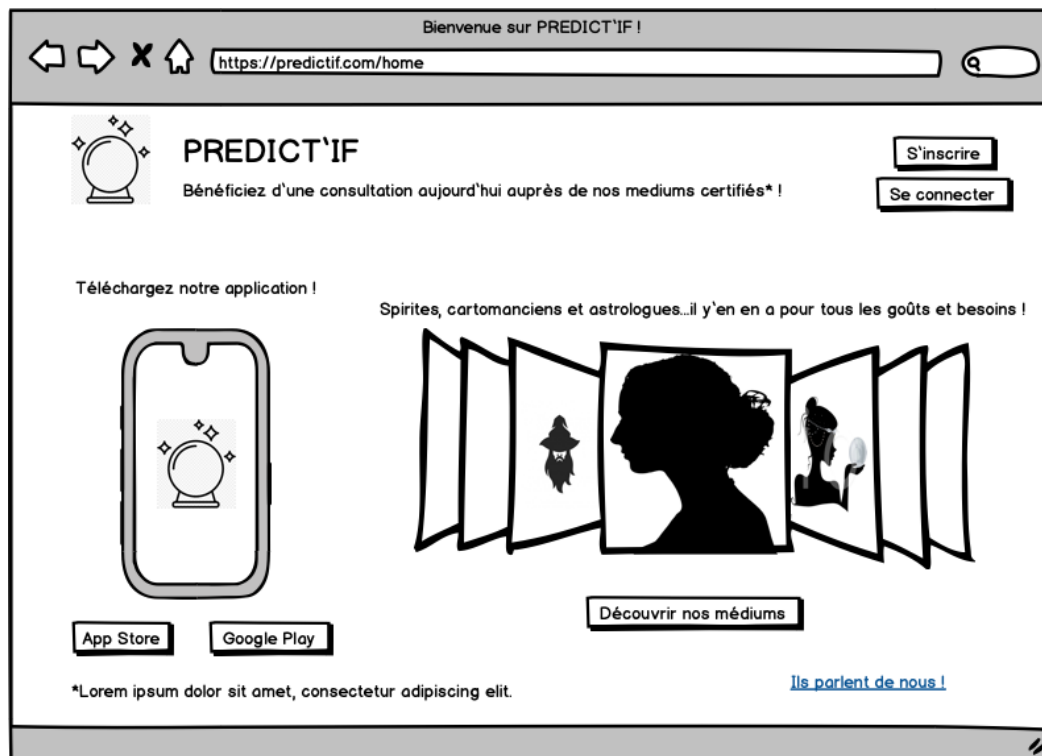 Bienvenue sur PREDICT`IF !
https://predictif.com/home
PREDICT`IF
Bénéficiez d`une consultation aujourd`hui auprès de nos mediums certifiés* !
S`inscrire
Se connecter
Téléchargez notre application !
Spirites, cartomanciens et astrologues...il y`en en a pour tous les goûts et besoins !
Découvrir nos médiums
App Store
Google Play
*Lorem ipsum dolor sit amet, consectetur adipiscing elit.
Ils parlent de nous !